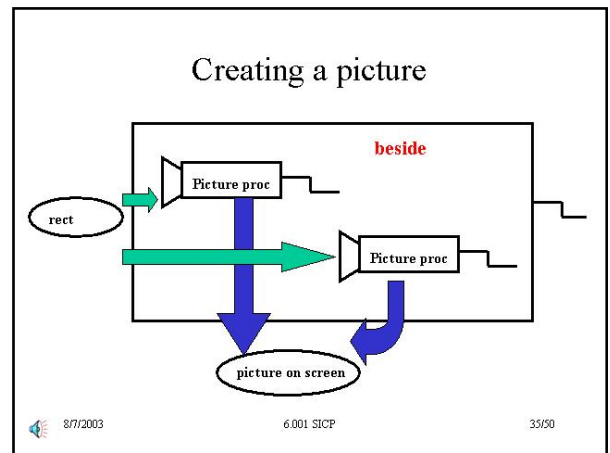 Creating a picture
beside
Picture proc
rect
Picture proc
picture on screen
8/7/2003
6.001 SICP
35/50